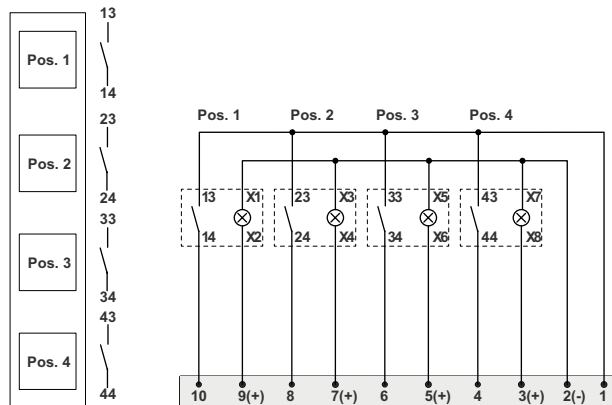 13
Pos. 1
14
23
Pos. 2
24
33
Pos. 3
34
43
Pos. 4
44
Pos. 1 Pos. 2 Pos. 3 Pos. 4
13 X1 23 X3 33 X5 43 X7
14 X2 24 X4 34 X6 44 X8
10 9(+) 8 7(+) 6 5(+) 4 3(+) 2(-) 1